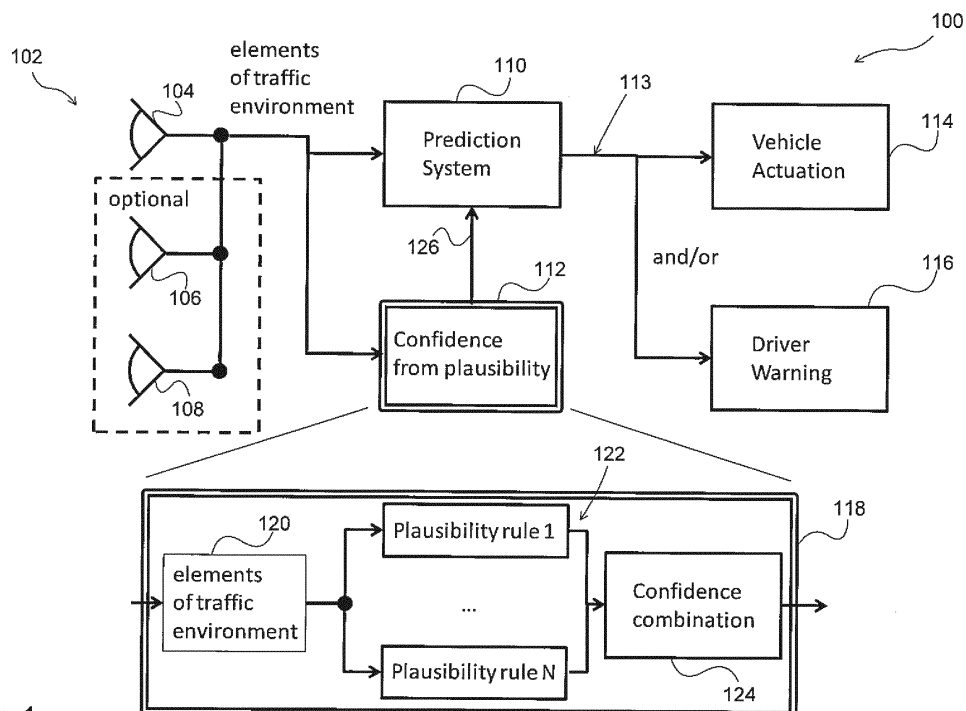 102
elements
of traffic
environment
104
110
100
113
Prediction
System
Vehicle
Actuation
114
optional
106
108
126
112
and/or
116
Confidence
from plausibility
Driver
Warning
122
118
120
elements
of traffic
environment
Plausibility rule 1
...
Plausibility rule N
Confidence
combination
124